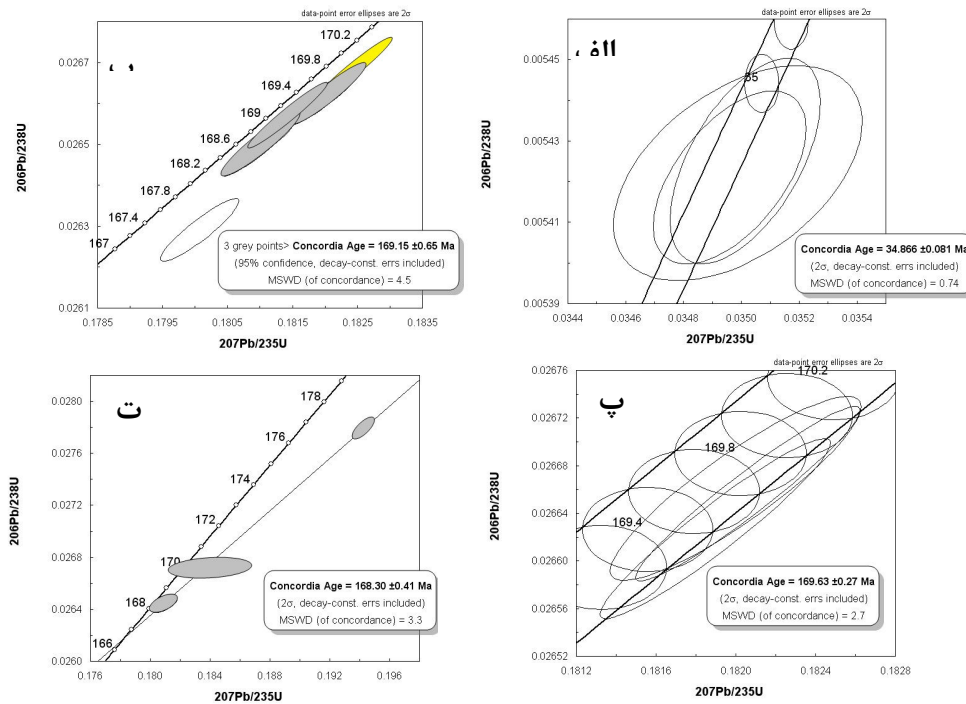 data-point error ellipses are 2σ
ب
206Pb/238U
0.0267
0.0265
0.0263
0.0261
170.2
169.8
169.4
169
168.6
168.2
167.8
167.4
167
3 grey points> Concordia Age = 169.15 ±0.65 Ma
(95% confidence, decay-const. errs included)
MSWD (of concordance) = 4.5
0.1785 0.1795 0.1805 0.1815 0.1825 0.1835
207Pb/235U
data-point error ellipses are 2σ
الف
206Pb/238U
0.00545
0.00543
0.00541
0.00539
35
Concordia Age = 34.866 ±0.081 Ma
(2σ, decay-const. errs included)
MSWD (of concordance) = 0.74
0.0344 0.0346 0.0348 0.0350 0.0352 0.0354
207Pb/235U
ت
206Pb/238U
0.0280
0.0276
0.0272
0.0268
0.0264
0.0260
178
176
174
172
170
168
166
Concordia Age = 168.30 ±0.41 Ma
(2σ, decay-const. errs included)
MSWD (of concordance) = 3.3
0.176 0.180 0.184 0.188 0.192 0.196
207Pb/235U
data-point error ellipses are 2σ
پ
206Pb/238U
0.02676
0.02672
0.02668
0.02664
0.02660
0.02656
0.02652
170.2
169.8
169.4
Concordia Age = 169.63 ±0.27 Ma
(2σ, decay-const. errs included)
MSWD (of concordance) = 2.7
0.1812 0.1816 0.1820 0.1824 0.1828
207Pb/235U